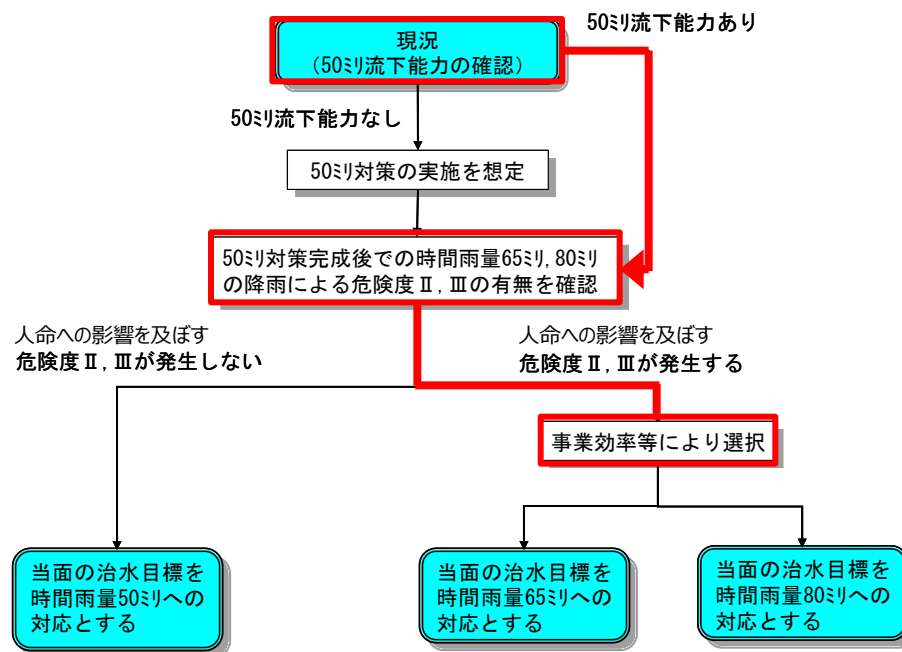 50ﾐﾘ流下能力あり
現況
(50ﾐﾘ流下能力の確認)
50ﾐﾘ流下能力なし
50ﾐﾘ対策の実施を想定
50ﾐﾘ対策完成後での時間雨量65ﾐﾘ,80ﾐﾘ
の降雨による危険度Ⅱ,Ⅲの有無を確認
人命への影響を及ぼす
危険度Ⅱ,Ⅲが発生しない
人命への影響を及ぼす
危険度Ⅱ,Ⅲが発生する
事業効率等により選択
当面の治水目標を
時間雨量50ﾐﾘへの
対応とする
当面の治水目標を
時間雨量65ﾐﾘへの
対応とする
当面の治水目標を
時間雨量80ﾐﾘへの
対応とする